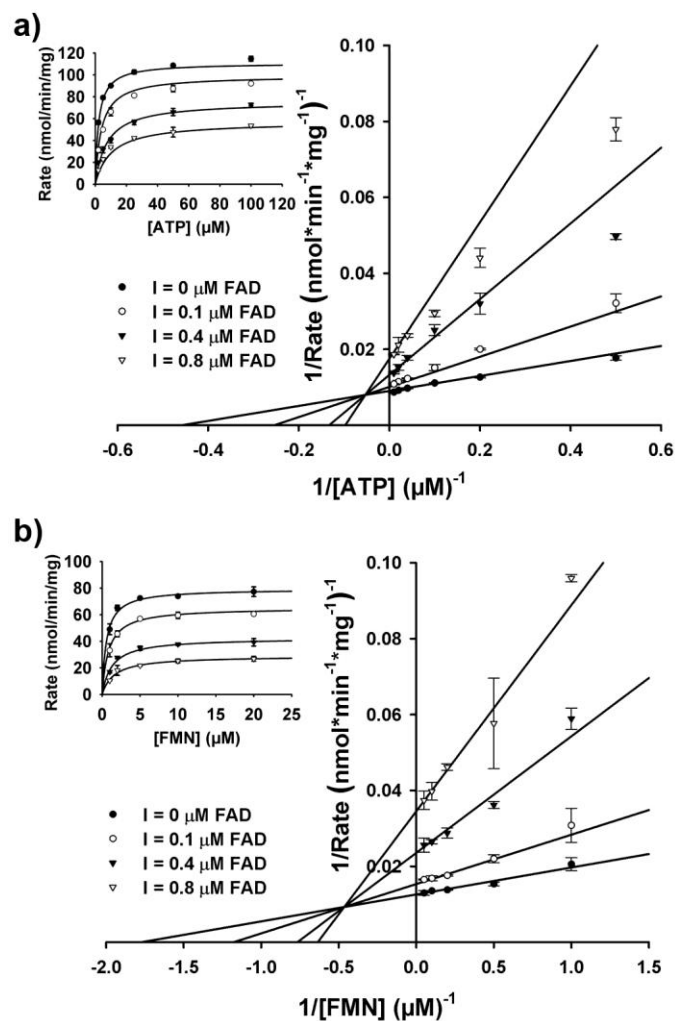 a)
120
100
80
60
40
20
0
Rate (nmol/min/mg)
0 20 40 60 80 100 120
[ATP] (µM)
I = 0 µM FAD
I = 0.1 µM FAD
I = 0.4 µM FAD
I = 0.8 µM FAD
0.10
0.08
0.06
0.04
0.02
1/Rate (nmol*min⁻¹*mg⁻¹)⁻¹
-0.6 -0.4 -0.2 0.0 0.2 0.4 0.6
1/[ATP] (µM)⁻¹
b)
100
80
60
40
20
0
Rate (nmol/min/mg)
0 5 10 15 20 25
[FMN] (µM)
I = 0 µM FAD
I = 0.1 µM FAD
I = 0.4 µM FAD
I = 0.8 µM FAD
0.10
0.08
0.06
0.04
0.02
1/Rate (nmol*min⁻¹*mg⁻¹)⁻¹
-2.0 -1.5 -1.0 -0.5 0.0 0.5 1.0 1.5
1/[FMN] (µM)⁻¹